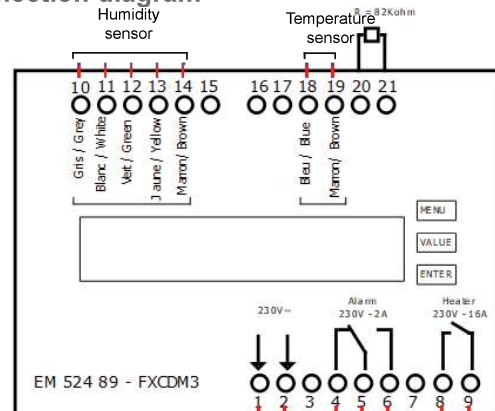 Humidity
sensor
Temperature
sensor
R = 82Kohm
10 11 12 13 14 15 16 17 18 19 20 21
Gris / Grey
Blanc / White
Vert / Green
Jaune / Yellow
Marron/ Brown
Bleu / Blue
Marron/ Brown
MENU
VALUE
ENTER
230V~
Alarm
230V -2A
Heater
230V -16A
EM 524 89 - FXCDM3
1 2 3 4 5 6 7 8 9